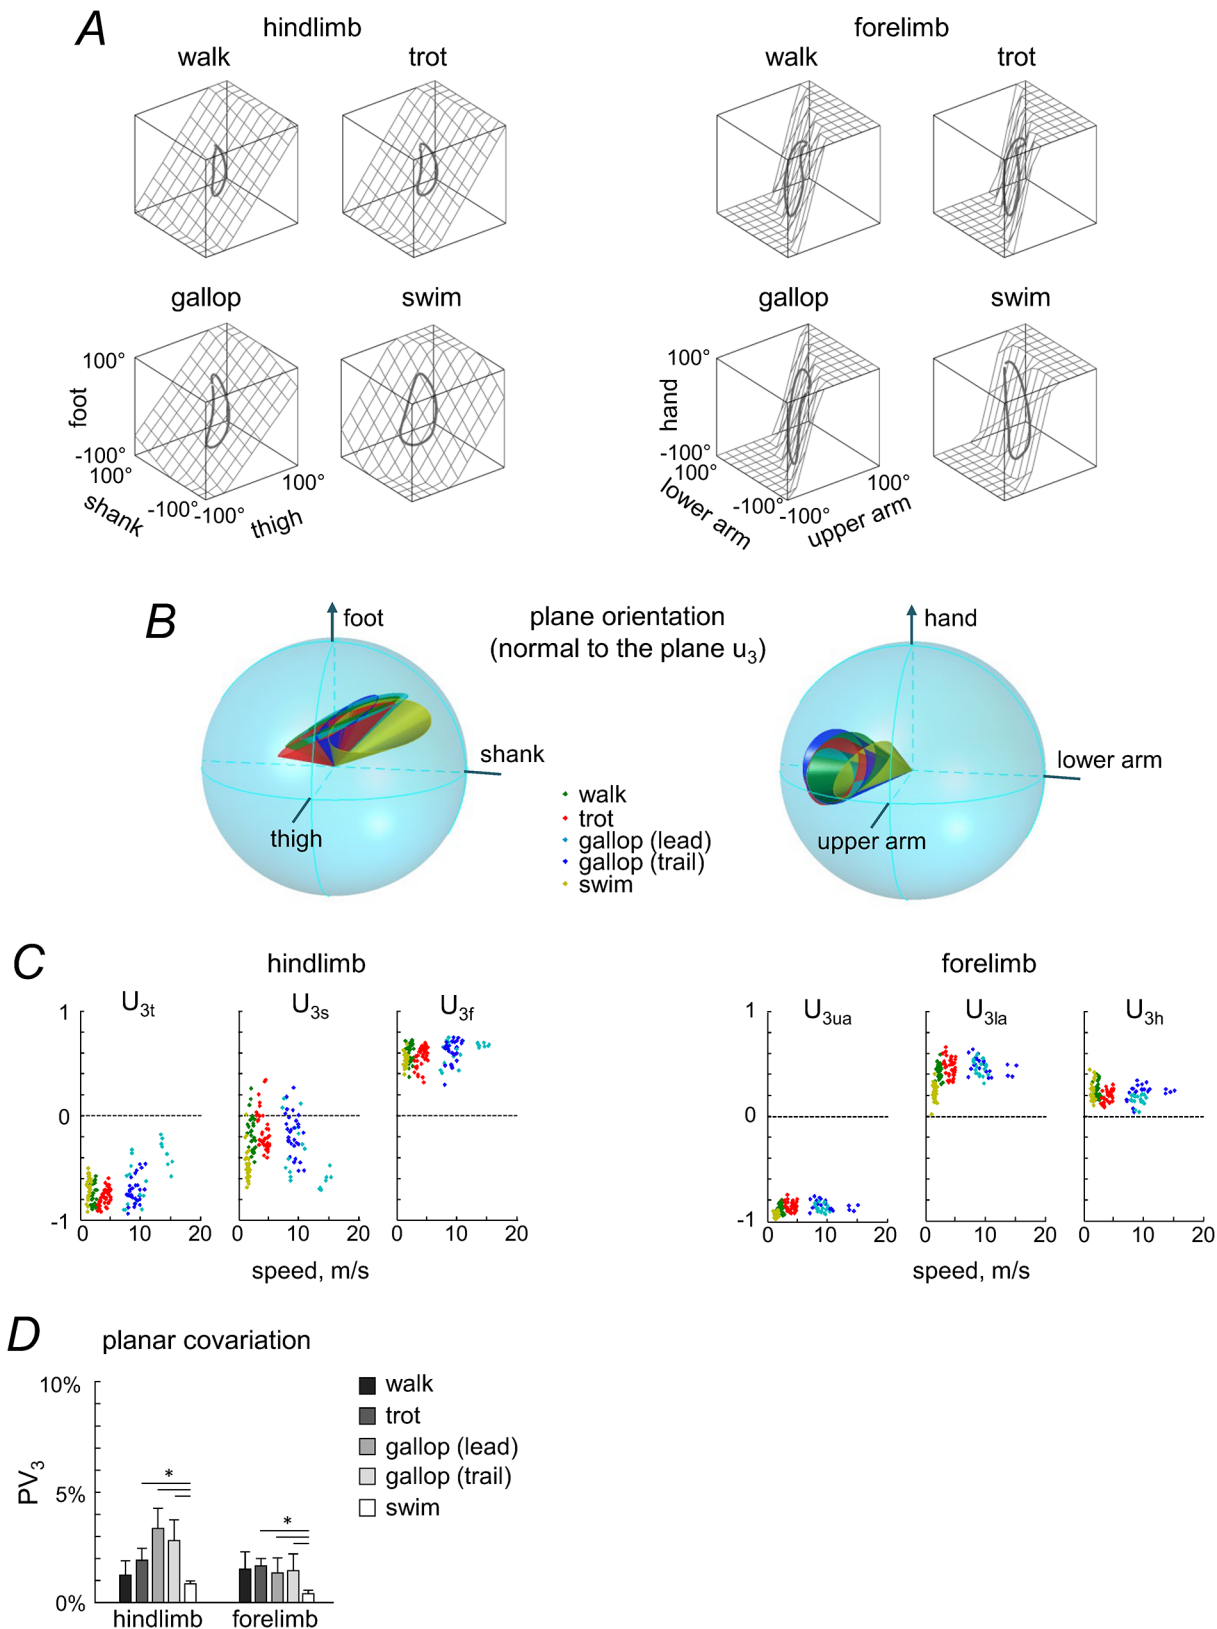 A
hindlimb
forelimb
walk
trot
walk
trot
gallop
swim
gallop
swim
100°
foot
-100°
100°
shank
-100°
-100°
thigh
100°
100°
hand
-100°
100°
lower arm
-100°
-100°
upper arm
100°
B
foot
plane orientation
(normal to the plane u3)
hand
shank
thigh
lower arm
upper arm
walk
trot
gallop (lead)
gallop (trail)
swim
C
hindlimb
forelimb
U3t
U3s
U3f
U3ua
U3la
U3h
1
0
-1
1
0
-1
0 10 20
0 10 20
0 10 20
0 10 20
0 10 20
0 10 20
speed, m/s
speed, m/s
D
planar covariation
10%
5%
0%
PV3
*
*
hindlimb
forelimb
walk
trot
gallop (lead)
gallop (trail)
swim